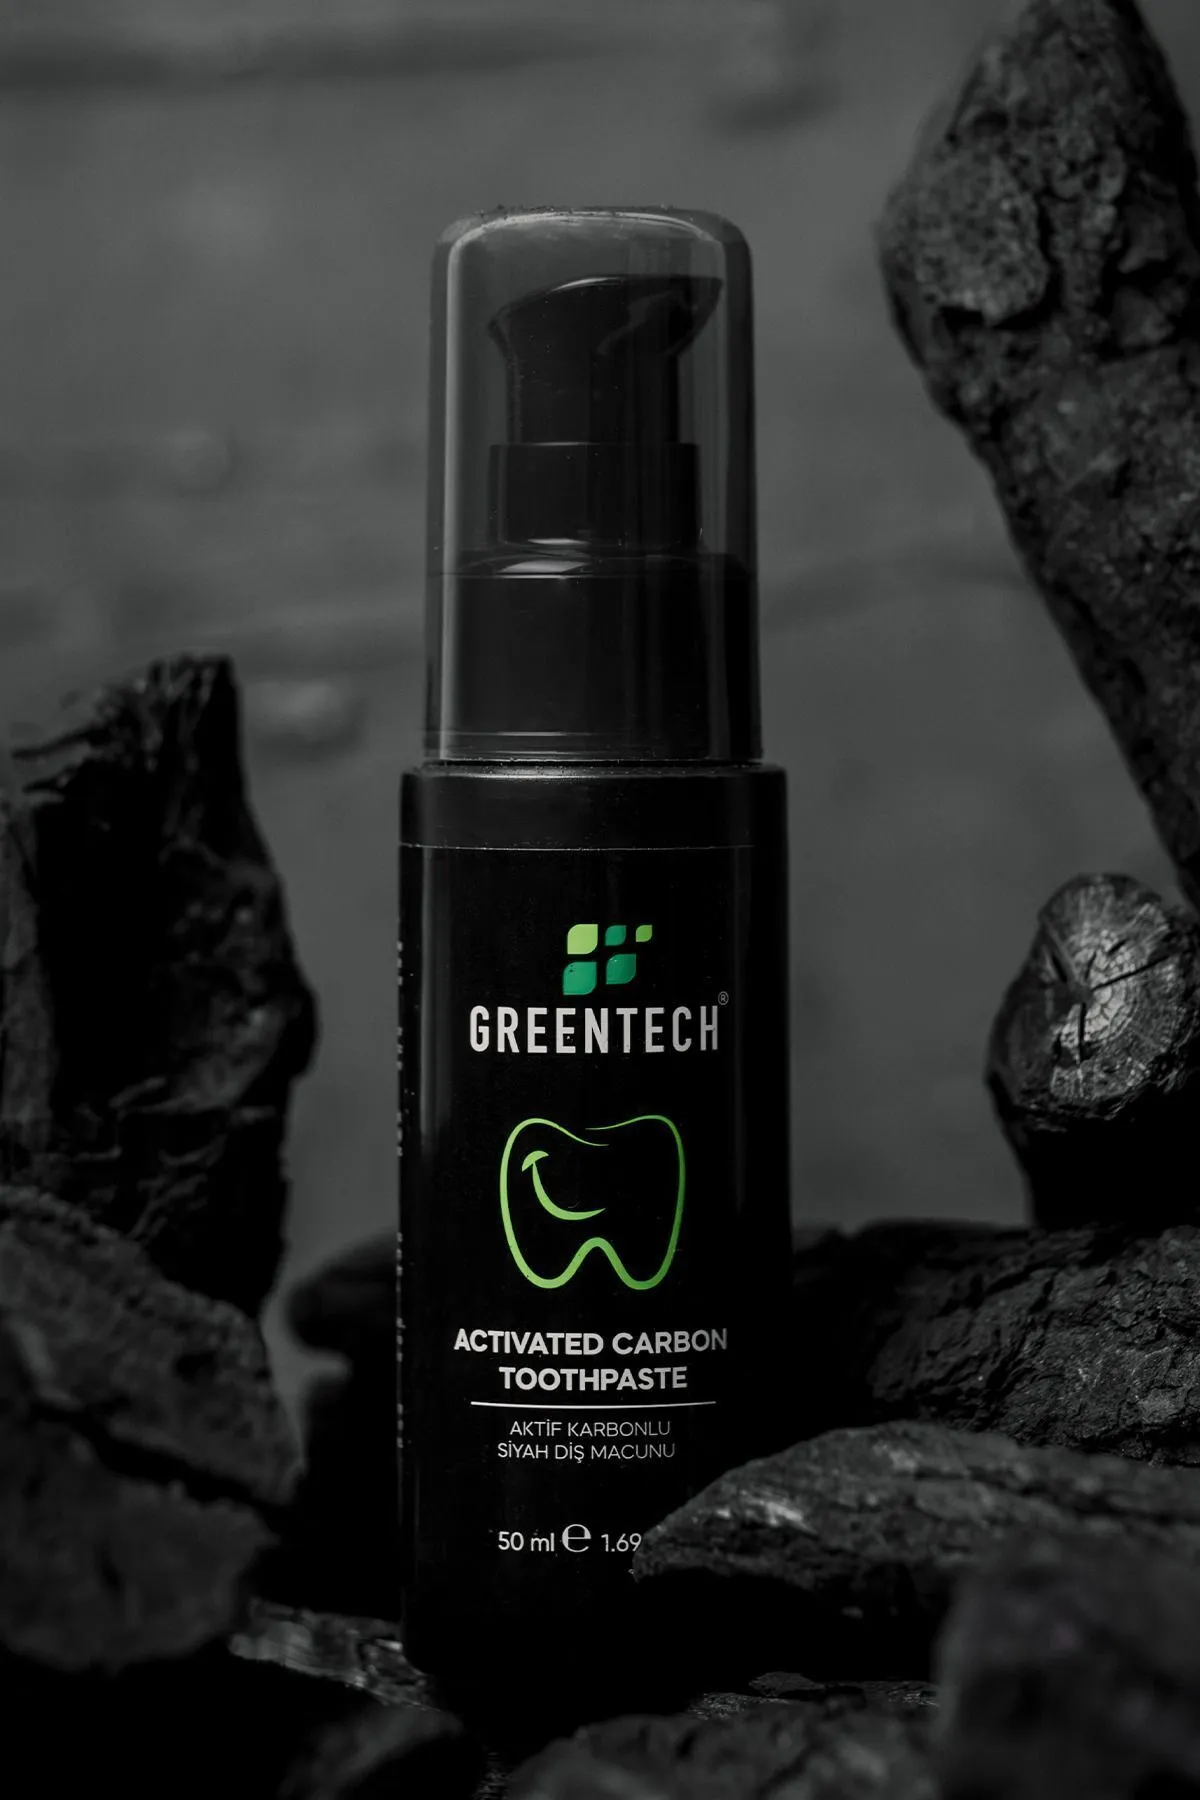 GREENTECH®
ACTIVATED CARBON
TOOTHPASTE
AKTİF KARBONLU
SİYAH DİŞ MACUNU
50 ml ℮ 1.69